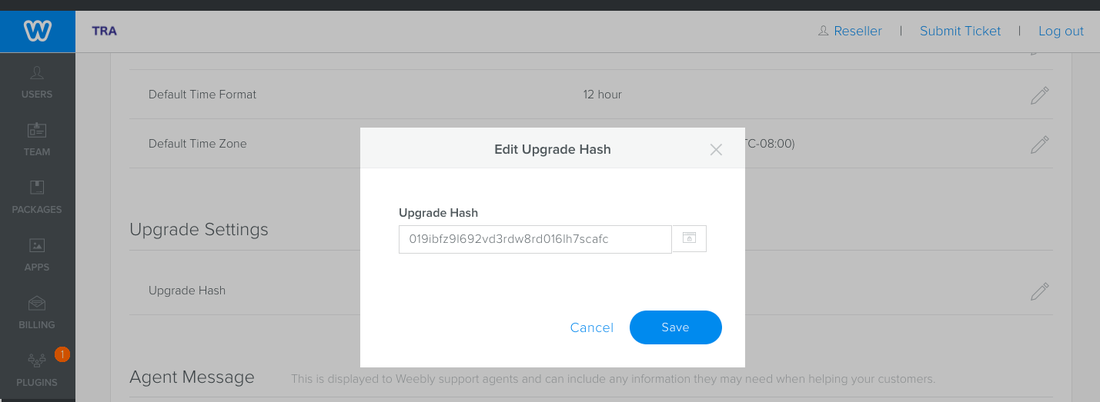 TRA
Reseller | Submit Ticket | Log out
USERS
TEAM
PACKAGES
APPS
BILLING
1
PLUGINS
Default Time Format 12 hour
Default Time Zone TC-08:00)
Upgrade Settings
Upgrade Hash
Agent Message This is displayed to Weebly support agents and can include any information they may need when helping your customers.
Edit Upgrade Hash
Upgrade Hash
019ibfz9l692vd3rdw8rd016lh7scafc
Cancel Save